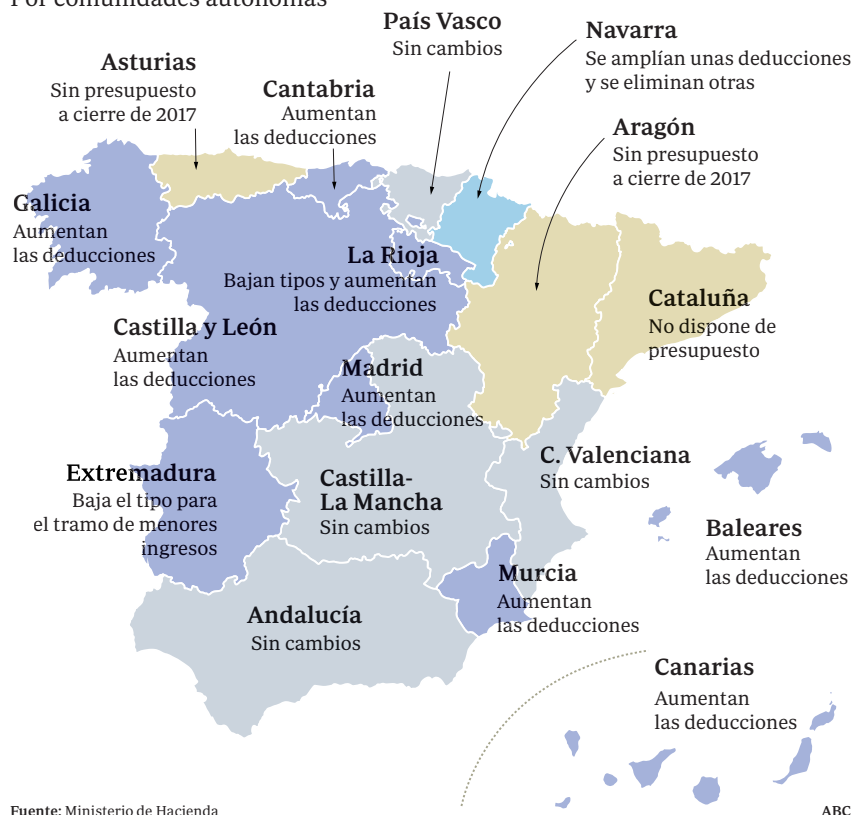 Por comunidades autónomas
País Vasco
Sin cambios
Navarra
Se amplían unas deducciones
y se eliminan otras
Asturias
Sin presupuesto
a cierre de 2017
Cantabria
Aumentan
las deducciones
Aragón
Sin presupuesto
a cierre de 2017
Galicia
Aumentan
las deducciones
La Rioja
Bajan tipos y aumentan
las deducciones
Cataluña
No dispone de
presupuesto
Castilla y León
Aumentan
las deducciones
Madrid
Aumentan
las deducciones
C. Valenciana
Sin cambios
Extremadura
Baja el tipo para
el tramo de menores
ingresos
Castilla-
La Mancha
Sin cambios
Baleares
Aumentan
las deducciones
Murcia
Aumentan
las deducciones
Andalucía
Sin cambios
Canarias
Aumentan
las deducciones
Fuente: Ministerio de Hacienda
ABC